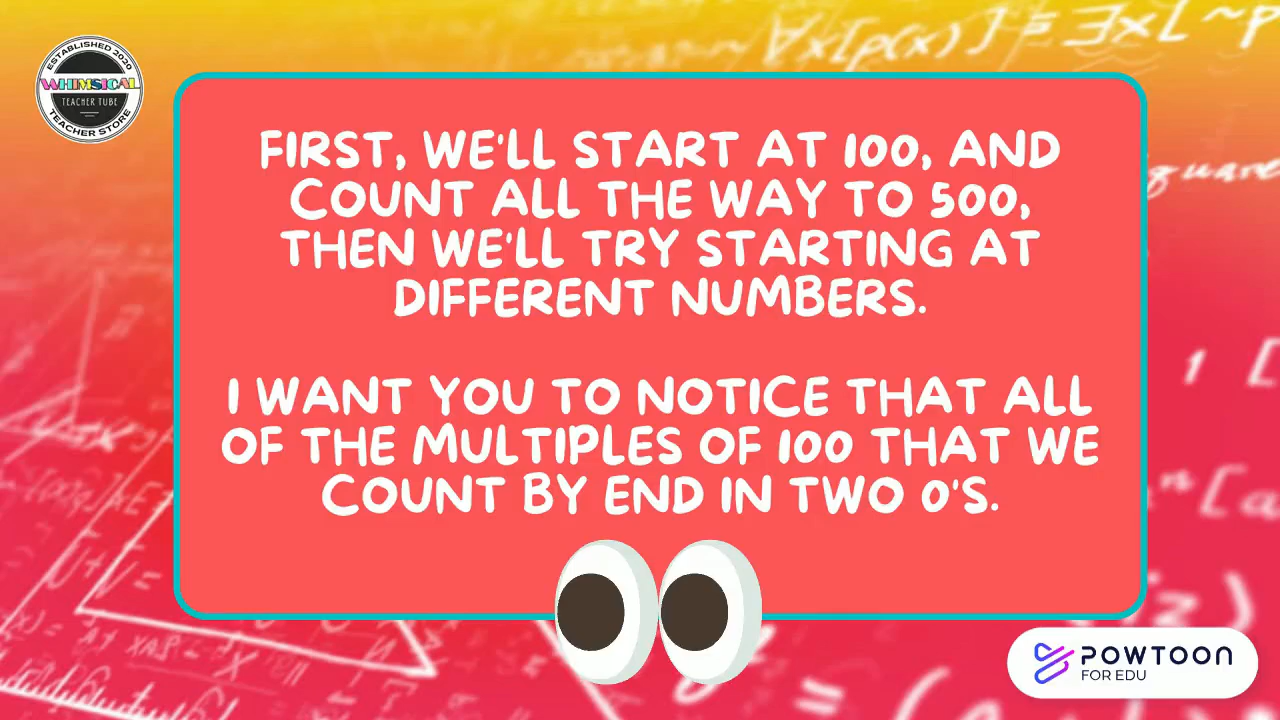 ESTABLISHED 2020
WHIMSICAL
TEACHER TUBE
TEACHER STORE
FIRST, WE'LL START AT 100, AND
COUNT ALL THE WAY TO 500,
THEN WE'LL TRY STARTING AT
DIFFERENT NUMBERS.
I WANT YOU TO NOTICE THAT ALL
OF THE MULTIPLES OF 100 THAT WE
COUNT BY END IN TWO 0'S.
POWTOON
FOR EDU